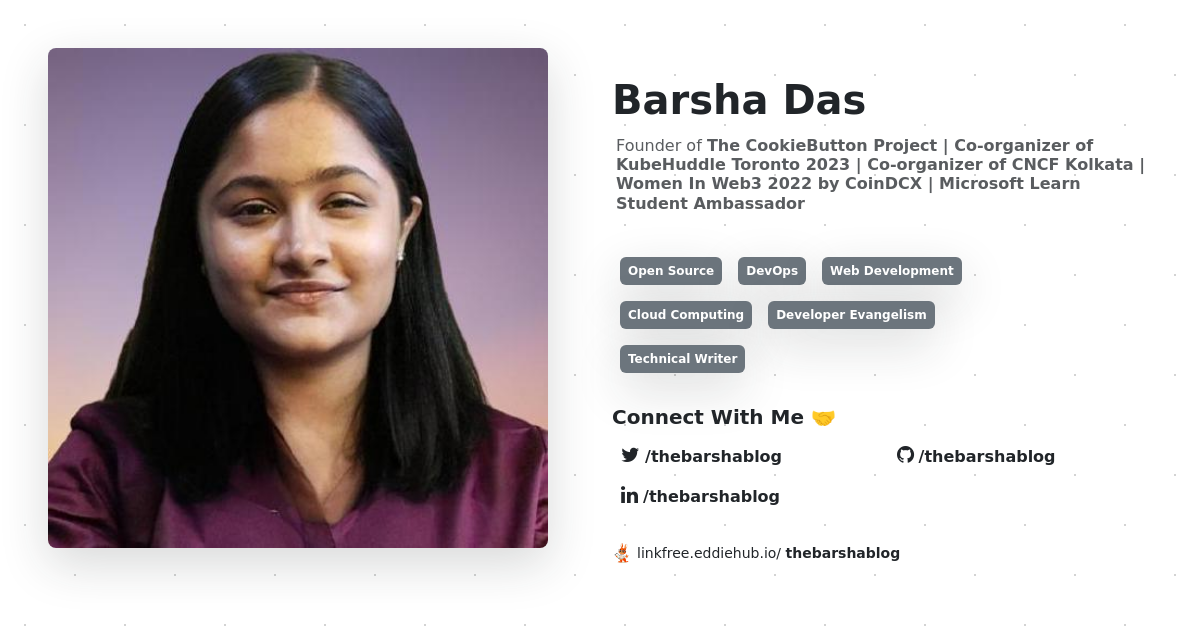 Barsha Das
Founder of The CookieButton Project | Co-organizer of
KubeHuddle Toronto 2023 | Co-organizer of CNCF Kolkata |
Women In Web3 2022 by CoinDCX | Microsoft Learn
Student Ambassador
Open Source DevOps Web Development
Cloud Computing Developer Evangelism
Technical Writer
Connect With Me 🤝
/thebarshablog /thebarshablog
/thebarshablog
linkfree.eddiehub.io/ thebarshablog